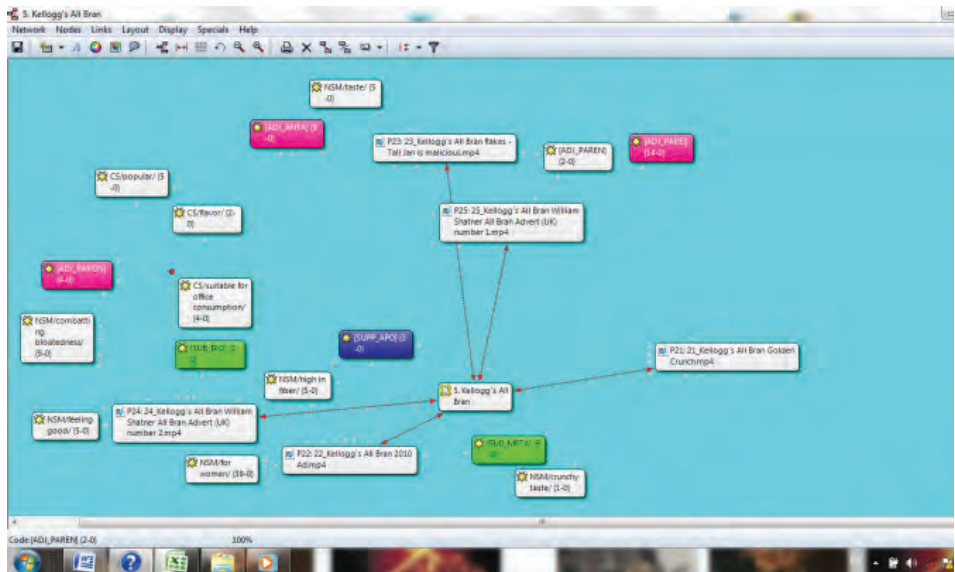 5. Kellogg's All Bran
Network Nodes Links Layout Display Specials Help
NSM/taste/ (5
-0)
P23: 23_Kellogg's All Bran flakes -
Tall Jan is malicious.mp4
[ADJ_PAREN]
(2-0)
[ADJ_PARE]
(14-0)
CS/popular/ (5
-0)
CS/flavor/ (2-
0)
P25: 25_Kellogg's All Bran William
Shatner All Bran Advert (UK)
number 1.mp4
[ADJ_PARON]
(4-0)
CS/suitable for
office
consumption/
(4-0)
NSM/combatti
ng
bloatedness/
(9-0)
[SUPP_APO] (3
-0)
P21: 21_Kellogg's All Bran Golden
Crunch.mp4
NSM/high in
fiber/ (5-0)
5. Kellogg's All
Bran
NSM/feeling
good/ (5-0)
P24: 24_Kellogg's All Bran William
Shatner All Bran Advert (UK)
number 2.mp4
P22: 22_Kellogg's All Bran 2010
Ad.mp4
NSM/for
women/ (39-0)
NSM/crunchy
taste/ (1-0)
Code:[ADJ_PAREN] (2-0) 100%